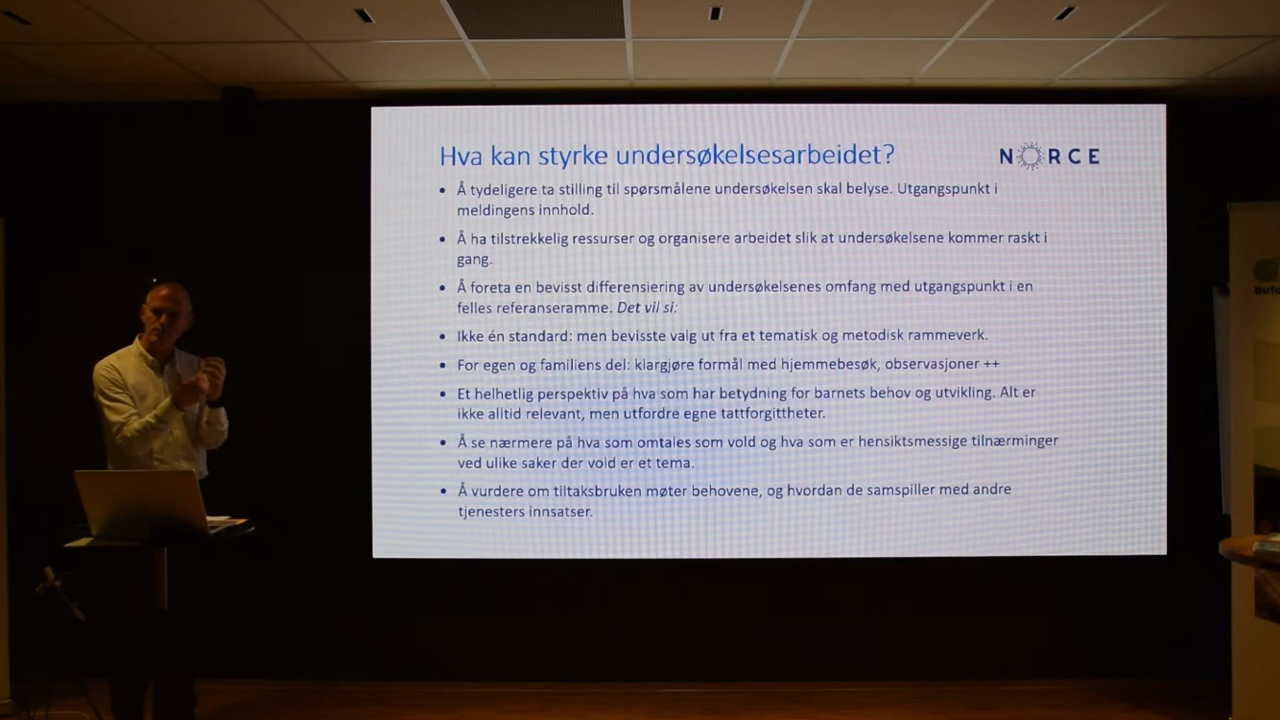 Hva kan styrke undersøkelsesarbeidet?
NORCE
• Å tydeligere ta stilling til spørsmålene undersøkelsen skal belyse. Utgangspunkt i
meldingens innhold.
• Å ha tilstrekkelig ressurser og organisere arbeidet slik at undersøkelsene kommer raskt i
gang.
• Å foreta en bevisst differensiering av undersøkelsenes omfang med utgangspunkt i en
felles referanseramme. Det vil si:
• Ikke én standard: men bevisste valg ut fra et tematisk og metodisk rammeverk.
• For egen og familiens del: klargjøre formål med hjemmebesøk, observasjoner ++
• Et helhetlig perspektiv på hva som har betydning for barnets behov og utvikling. Alt er
ikke alltid relevant, men utfordre egne tattforgittheter.
• Å se nærmere på hva som omtales som vold og hva som er hensiktsmessige tilnærminger
ved ulike saker der vold er et tema.
• Å vurdere om tiltaksbruken møter behovene, og hvordan de samspiller med andre
tjenesters innsatser.